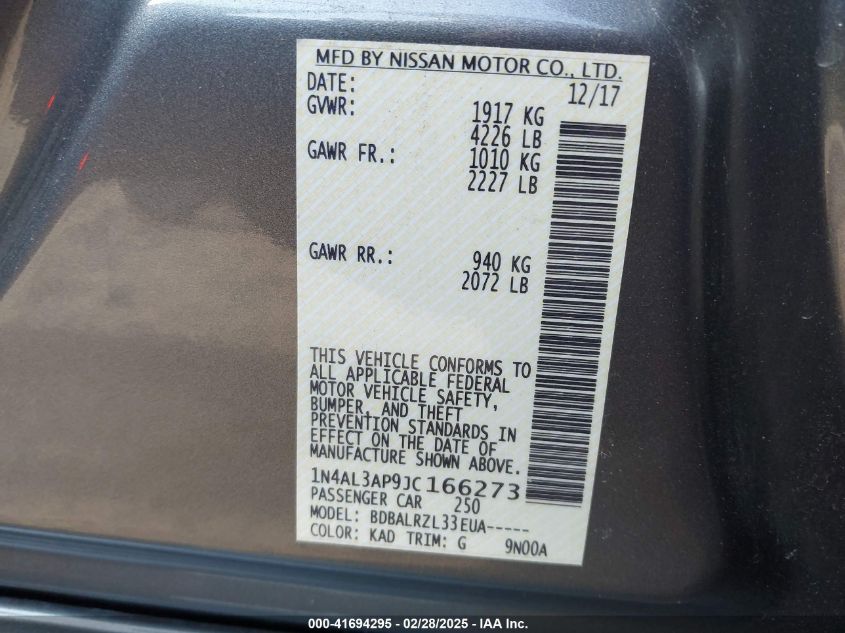 MFD BY NISSAN MOTOR CO., LTD.
DATE: 12/17
GVWR: 1917 KG
4226 LB
GAWR FR.: 1010 KG
2227 LB
GAWR RR.: 940 KG
2072 LB
THIS VEHICLE CONFORMS TO
ALL APPLICABLE FEDERAL
MOTOR VEHICLE SAFETY,
BUMPER, AND THEFT
PREVENTION STANDARDS IN
EFFECT ON THE DATE OF
MANUFACTURE SHOWN ABOVE.
1N4AL3AP9JC166273
PASSENGER CAR 250
MODEL: BDBALRZL33EUA-----
COLOR: KAD TRIM: G 9N00A
000-41694295 - 02/28/2025 - IAA Inc.